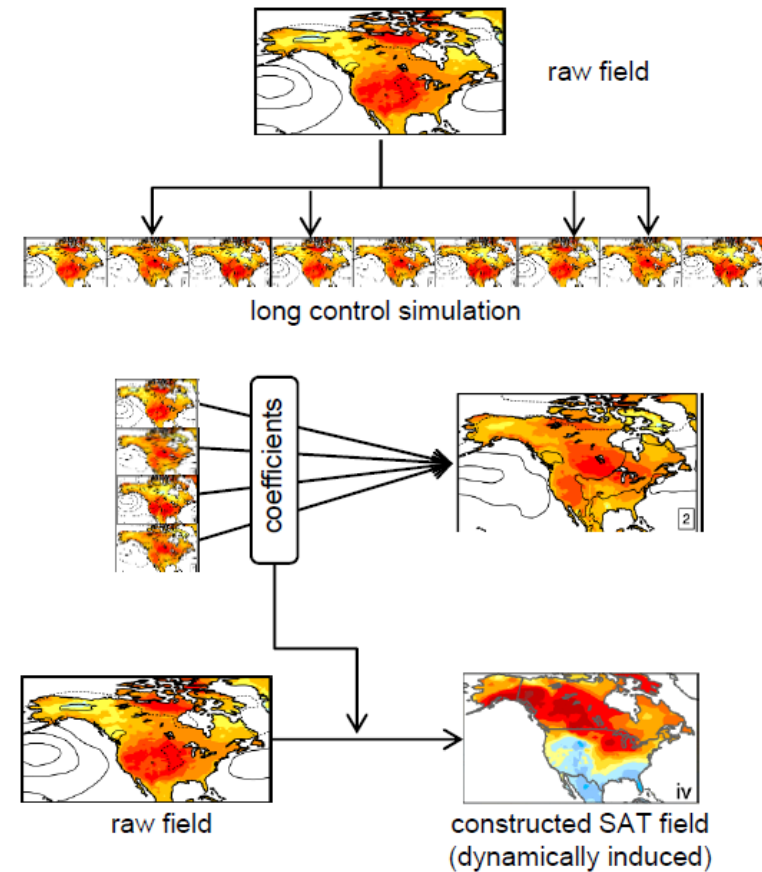 raw field
long control simulation
coefficients
2
iv
raw field
constructed SAT field
(dynamically induced)